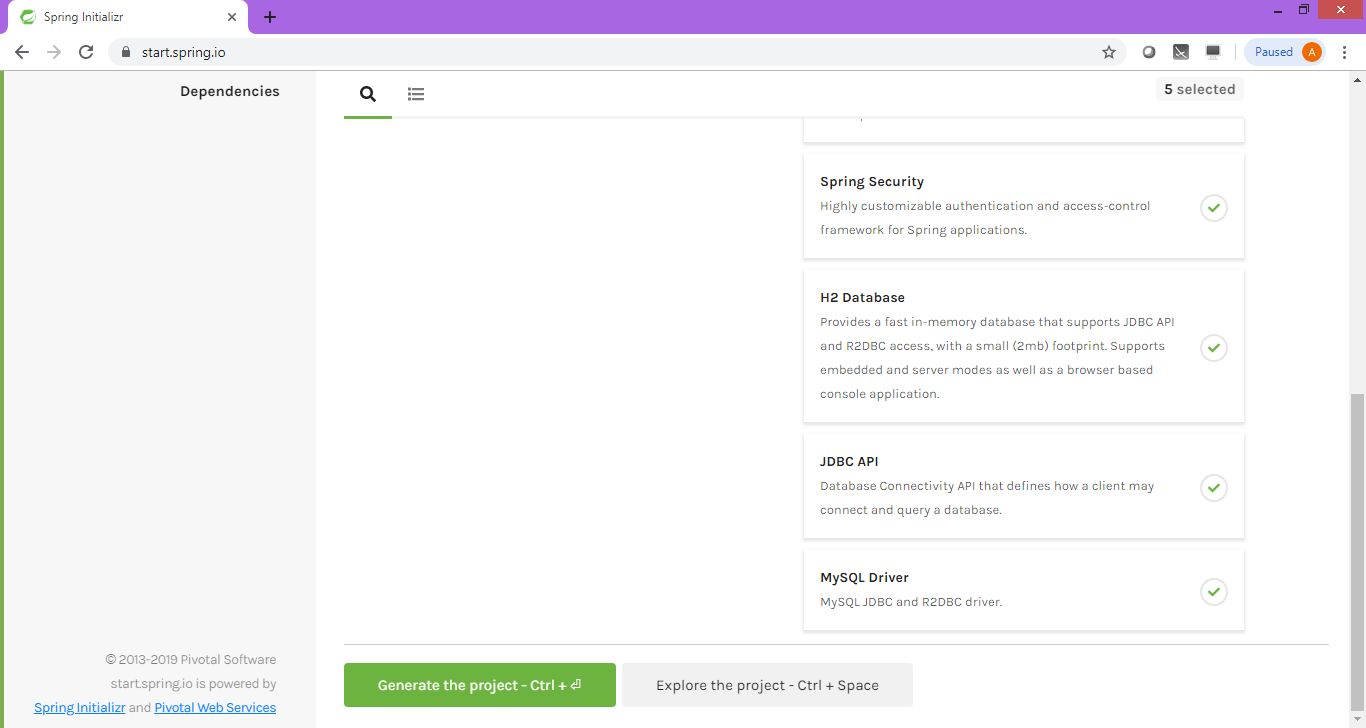 Spring Initializr
start.spring.io
Paused
A
Dependencies
5 selected
Spring Security
Highly customizable authentication and access-control
framework for Spring applications.
H2 Database
Provides a fast in-memory database that supports JDBC API
and R2DBC access, with a small (2mb) footprint. Supports
embedded and server modes as well as a browser based
console application.
JDBC API
Database Connectivity API that defines how a client may
connect and query a database.
MySQL Driver
MySQL JDBC and R2DBC driver.
© 2013-2019 Pivotal Software
start.spring.io is powered by
Spring Initializr and Pivotal Web Services
Generate the project - Ctrl + ⏎
Explore the project - Ctrl + Space